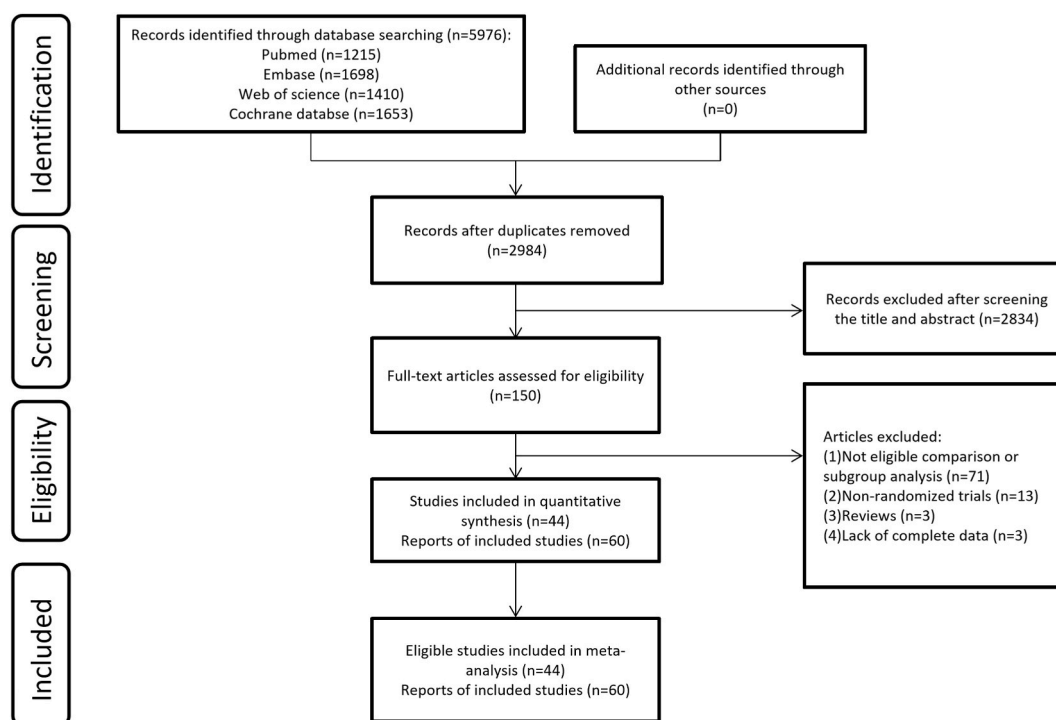 Identification
Records identified through database searching (n=5976):
Pubmed (n=1215)
Embase (n=1698)
Web of science (n=1410)
Cochrane databse (n=1653)
Additional records identified through
other sources
(n=0)
Screening
Records after duplicates removed
(n=2984)
Records excluded after screening
the title and abstract (n=2834)
Full-text articles assessed for eligibility
(n=150)
Eligibility
Articles excluded:
(1)Not eligible comparison or
subgroup analysis (n=71)
(2)Non-randomized trials (n=13)
(3)Reviews (n=3)
(4)Lack of complete data (n=3)
Studies included in quantitative
synthesis (n=44)
Reports of included studies (n=60)
Included
Eligible studies included in meta-
analysis (n=44)
Reports of included studies (n=60)